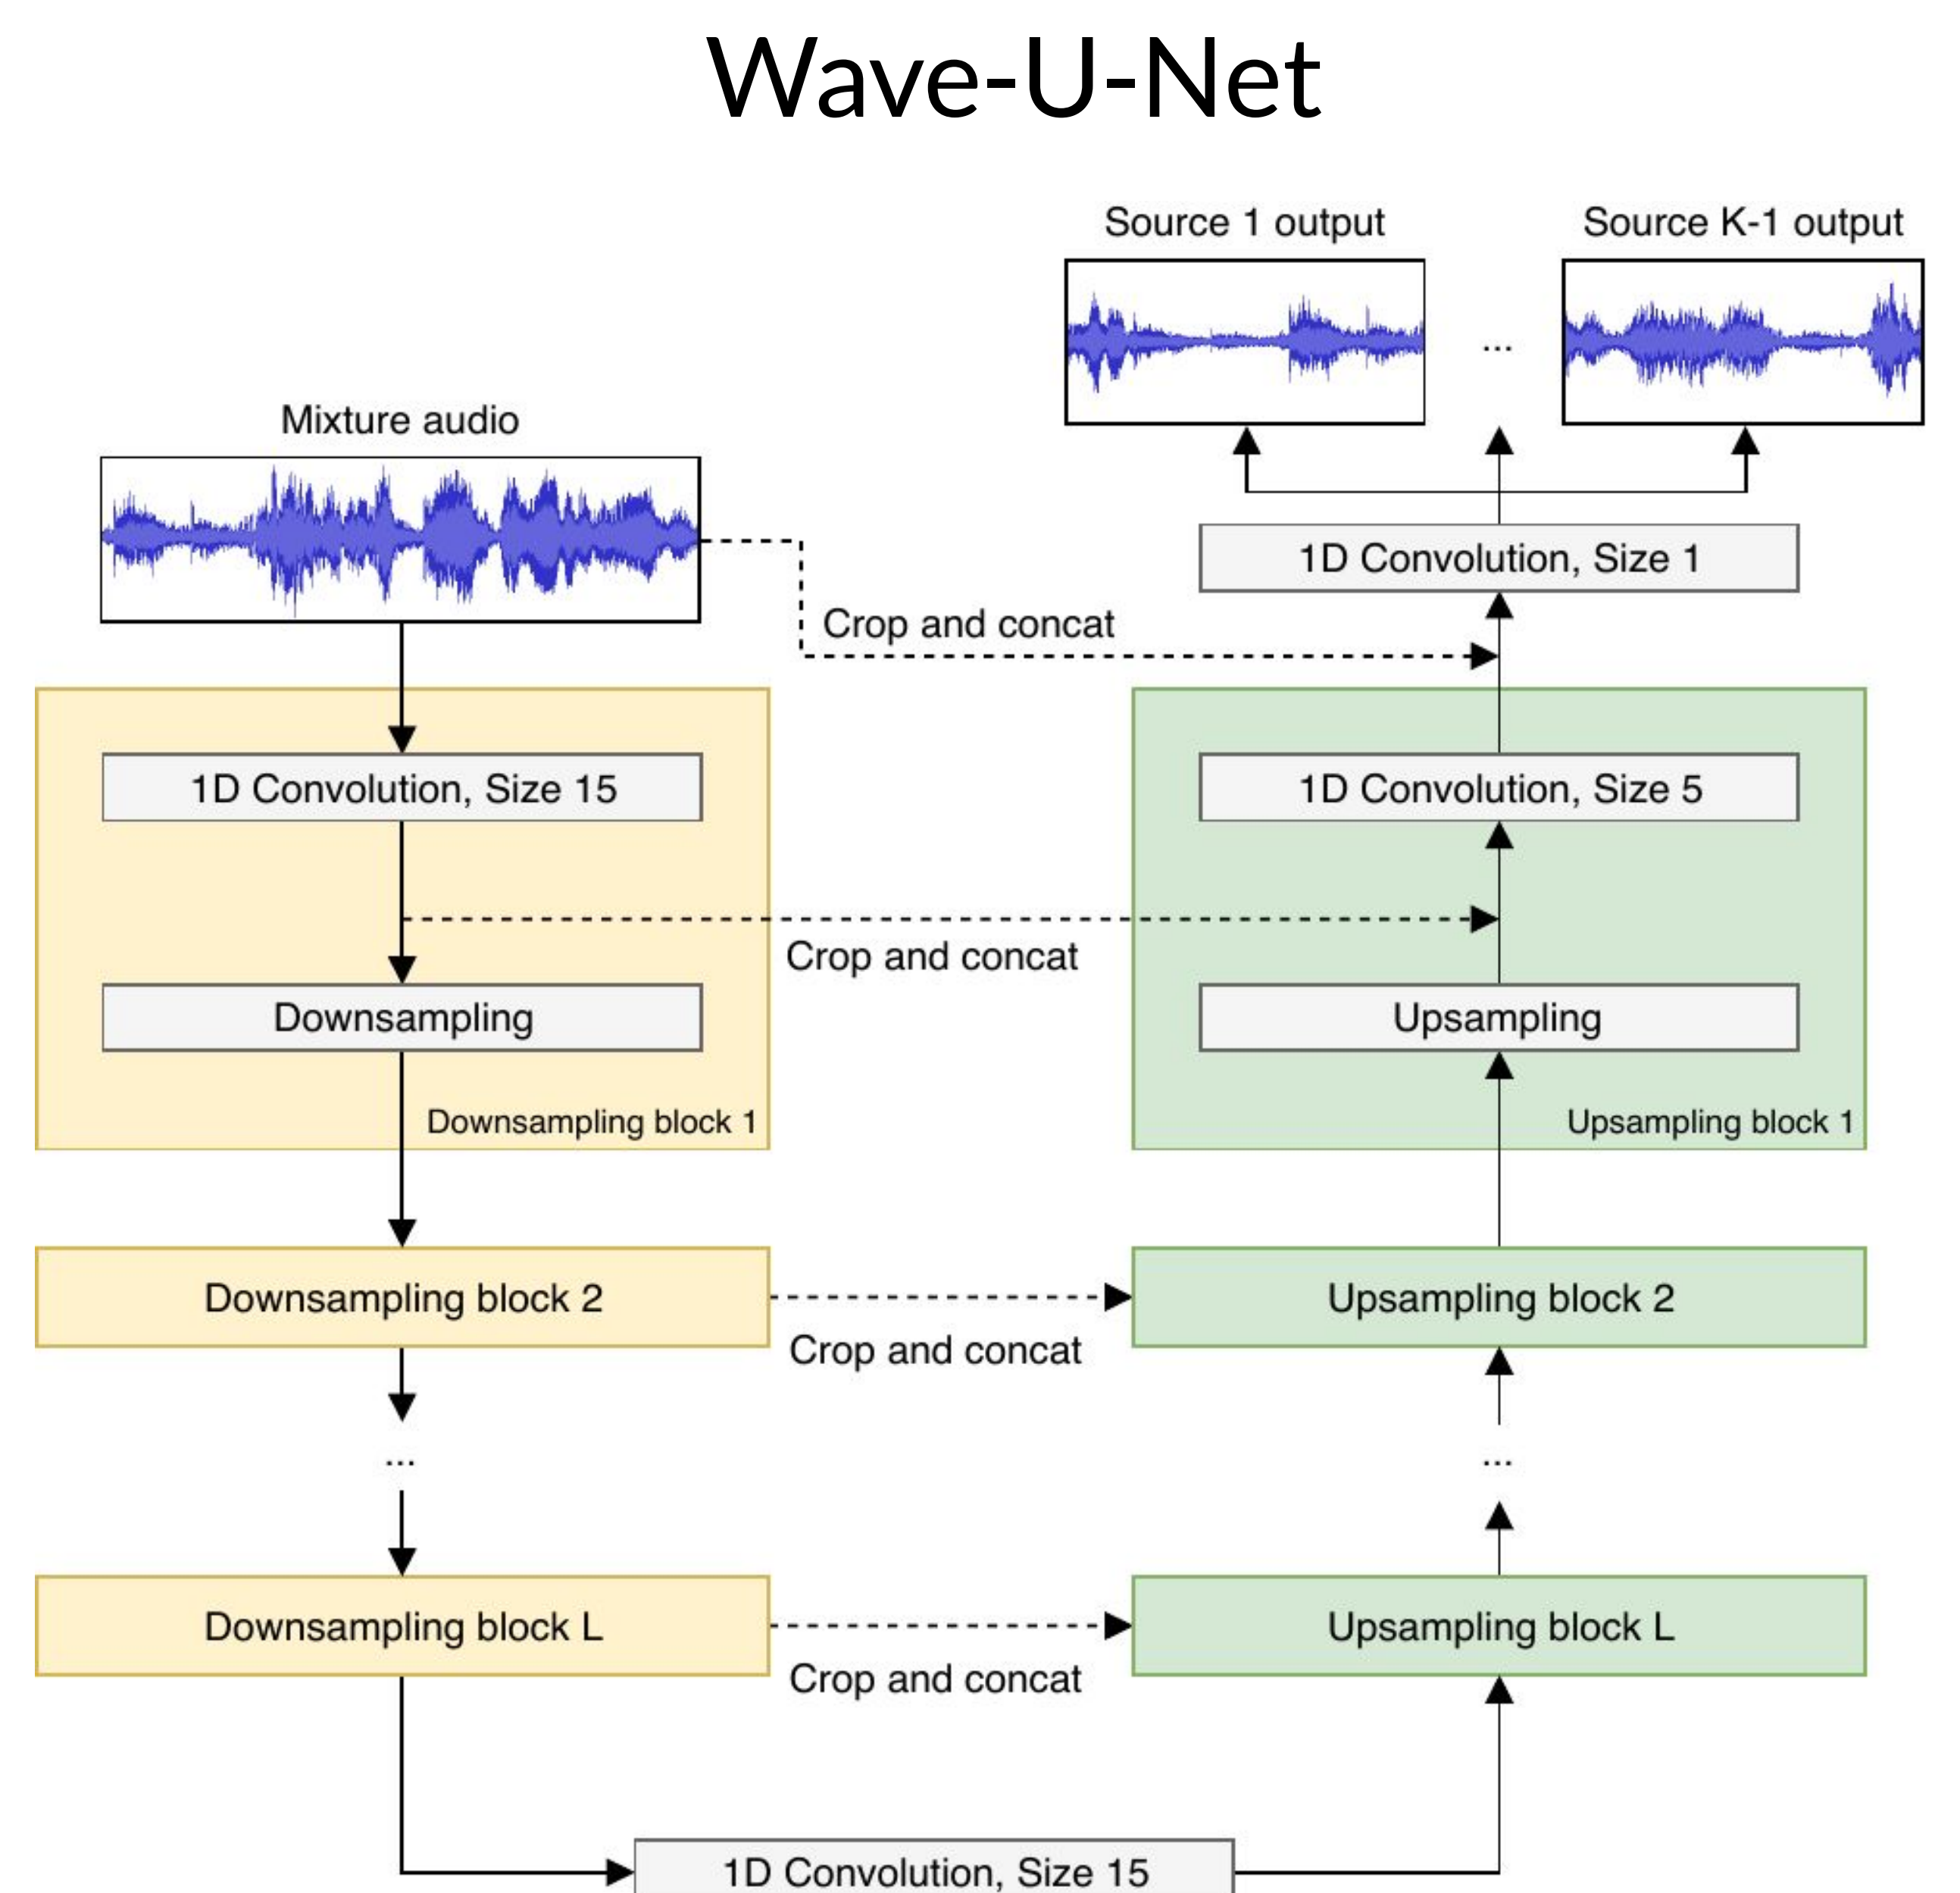 Wave-U-Net
Source 1 output
Source K-1 output
...
Mixture audio
1D Convolution, Size 1
Crop and concat
1D Convolution, Size 15
1D Convolution, Size 5
Crop and concat
Downsampling
Upsampling
Downsampling block 1
Upsampling block 1
Downsampling block 2
Upsampling block 2
Crop and concat
...
...
Downsampling block L
Upsampling block L
Crop and concat
1D Convolution, Size 15